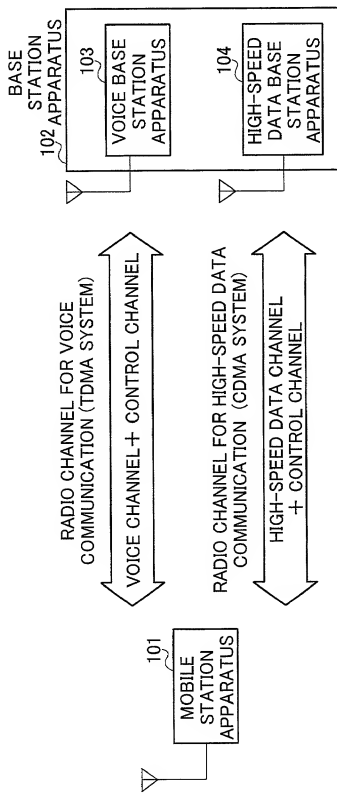 101
MOBILE
STATION
APPARATUS
RADIO CHANNEL FOR VOICE
COMMUNICATION (TDMA SYSTEM)
VOICE CHANNEL + CONTROL CHANNEL
RADIO CHANNEL FOR HIGH-SPEED DATA
COMMUNICATION (CDMA SYSTEM)
HIGH-SPEED DATA CHANNEL
+ CONTROL CHANNEL
BASE
STATION
APPARATUS
102
103
VOICE BASE
STATION
APPARATUS
104
HIGH-SPEED
DATA BASE
STATION
APPARATUS